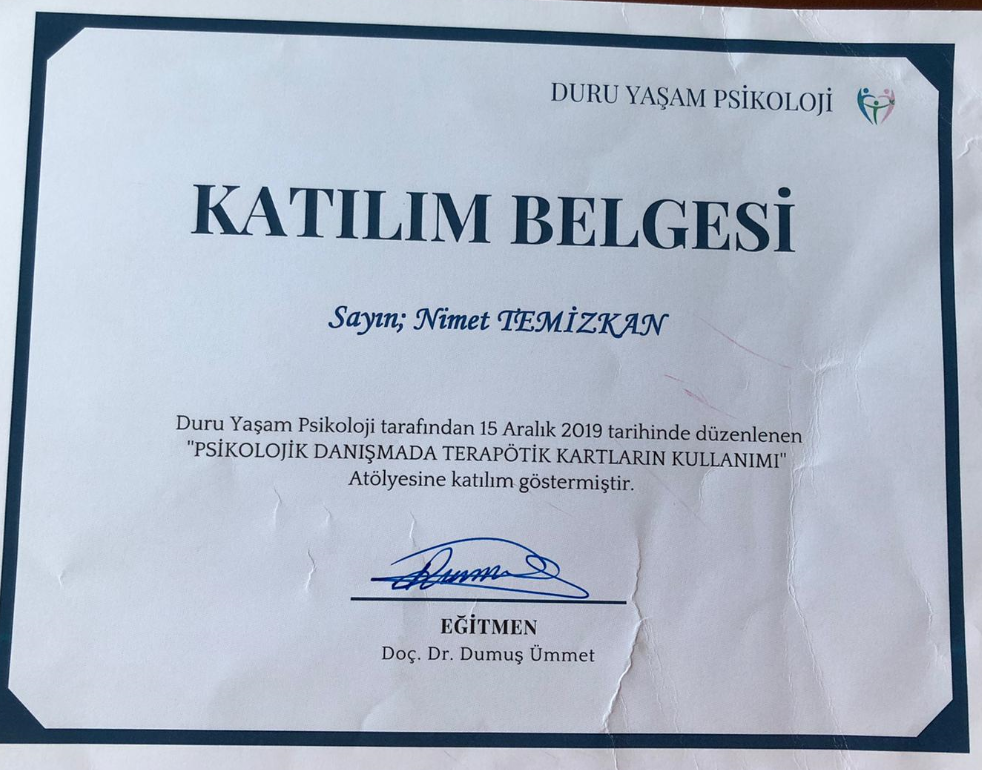 DURU YAŞAM PSİKOLOJİ
KATILIM BELGESİ
Sayın; Nimet TEMİZKAN
Duru Yaşam Psikoloji tarafından 15 Aralık 2019 tarihinde düzenlenen
"PSİKOLOJİK DANIŞMADA TERAPÖTİK KARTLARIN KULLANIMI"
Atölyesine katılım göstermiştir.
EĞİTMEN
Doç. Dr. Dumuş Ümmet